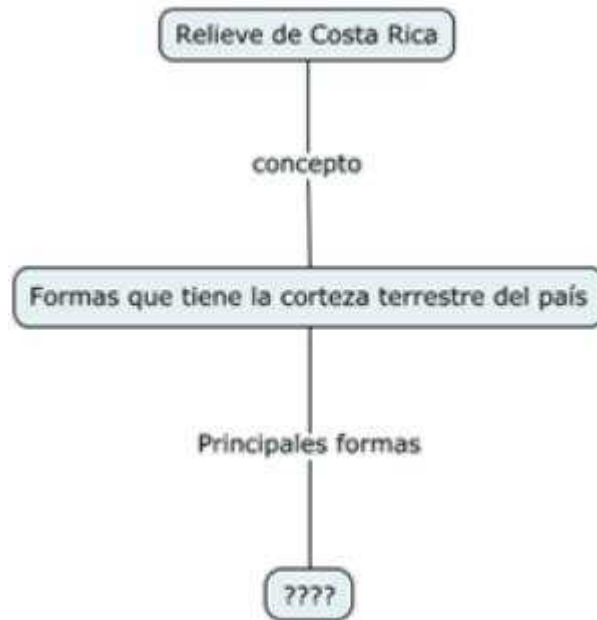 Relieve de Costa Rica
concepto
Formas que tiene la corteza terrestre del país
Principales formas
????